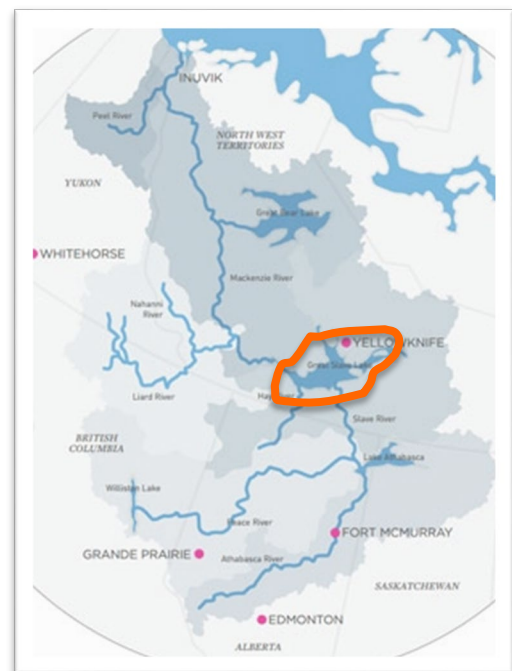 INUVIK
Peel River
NORTH WEST
TERRITORIES
YUKON
Great Bear Lake
WHITEHORSE
Mackenzie River
Nahanni
River
YELLOWKNIFE
Great Slave Lake
Liard River
Hay River
Slave River
BRITISH
COLUMBIA
Lake Athabasca
Williston Lake
Peace River
FORT MCMURRAY
GRANDE PRAIRIE
Athabasca River
SASKATCHEWAN
EDMONTON
ALBERTA